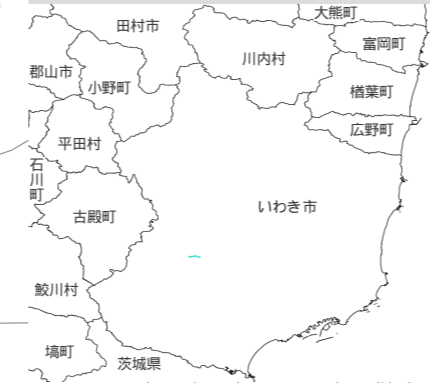 大熊町
田村市
富岡町
川内村
郡山市
小野町
楢葉町
広野町
平田村
石川町
いわき市
古殿町
鮫川村
塙町
茨城県